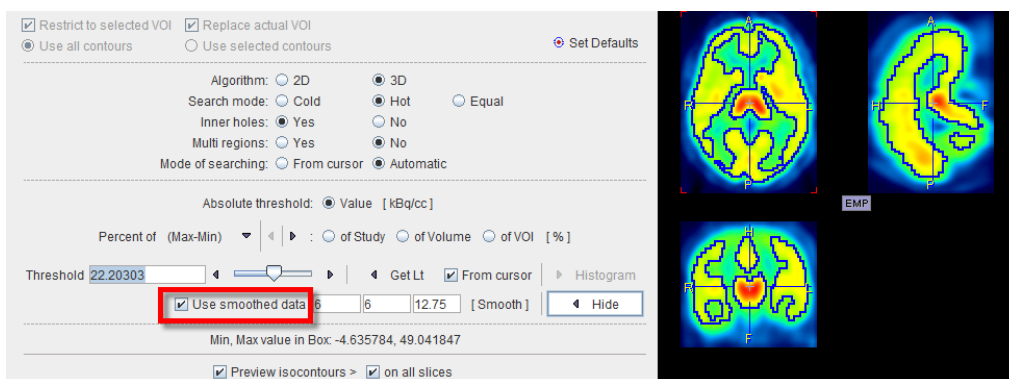 Restrict to selected VOI Replace actual VOI
Use all contours Use selected contours Set Defaults
Algorithm: 2D 3D
Search mode: Cold Hot Equal
Inner holes: Yes No
Multi regions: Yes No
Mode of searching: From cursor Automatic
Absolute threshold: Value [ kBq/cc ]
Percent of (Max-Min) : of Study of Volume of VOI [ % ]
Threshold 22.20303 Get Lt From cursor Histogram
Use smoothed data 6 6 12.75 [ Smooth ] Hide
Min, Max value in Box: -4.635784, 49.041847
Preview isocontours > on all slices
A
R L
P
A
H F
P
EMP
H
R L
F